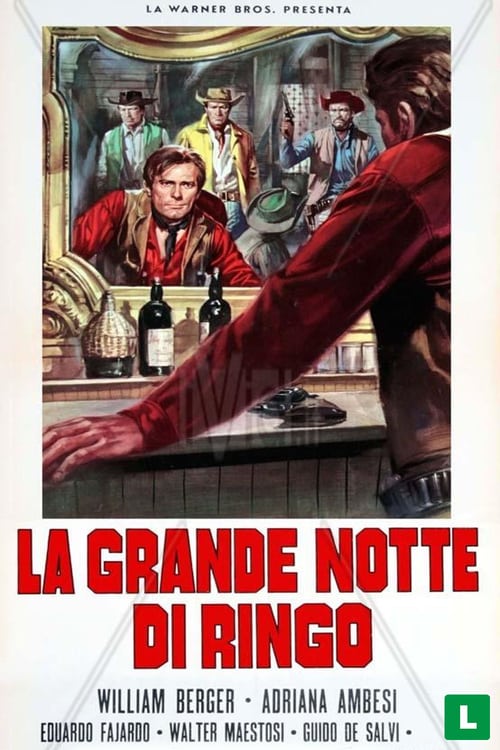 LA WARNER BROS. PRESENTA
LA GRANDE NOTTE
DI RINGO
WILLIAM BERGER • ADRIANA AMBESI
EDUARDO FAJARDO • WALTER MAESTOSI • GUIDO DE SALVI •
L